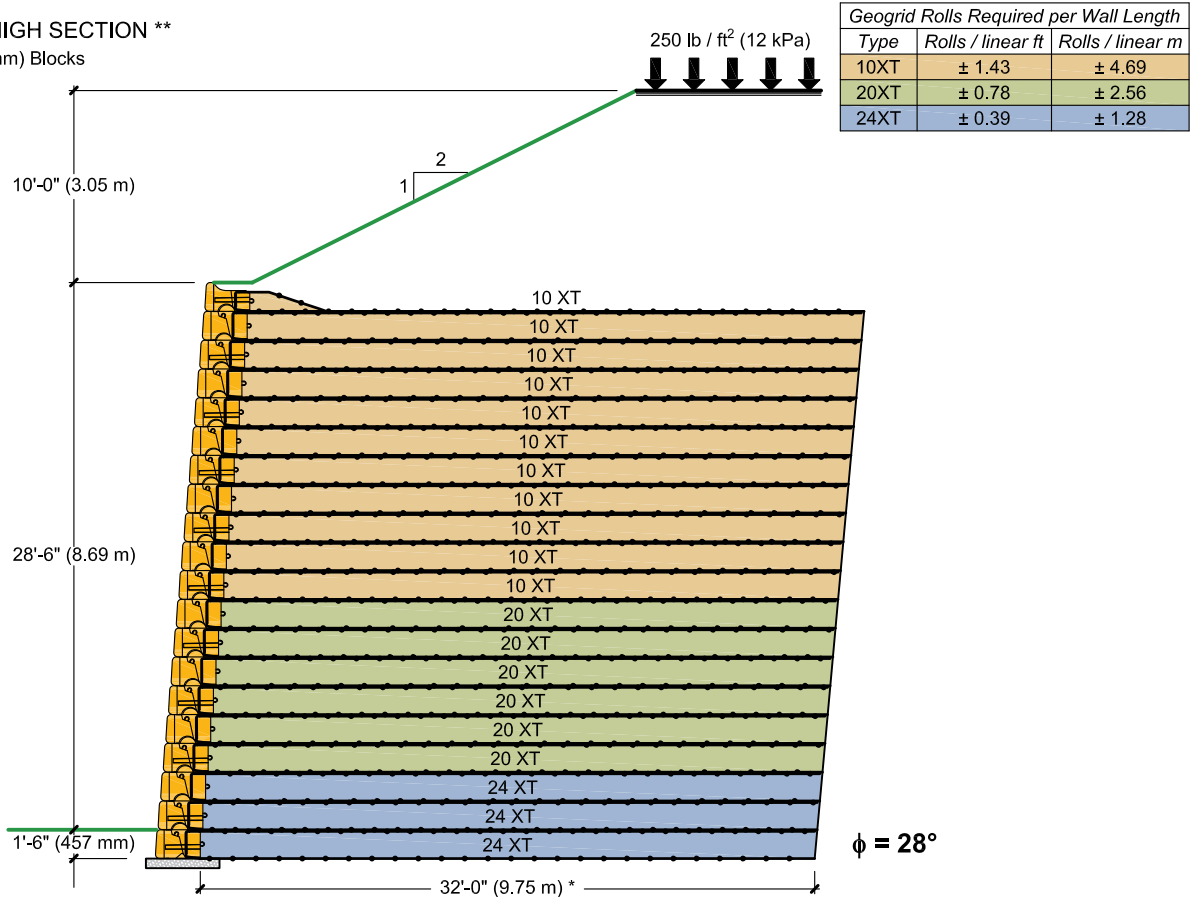 HIGH SECTION **
mm) Blocks
250 lb / ft² (12 kPa)
Geogrid Rolls Required per Wall Length
Type Rolls / linear ft Rolls / linear m
10XT ± 1.43 ± 4.69
20XT ± 0.78 ± 2.56
24XT ± 0.39 ± 1.28
2
1
10'-0" (3.05 m)
10 XT
10 XT
10 XT
10 XT
10 XT
10 XT
10 XT
10 XT
10 XT
10 XT
10 XT
28'-6" (8.69 m)
20 XT
20 XT
20 XT
20 XT
20 XT
20 XT
24 XT
24 XT
24 XT
1'-6" (457 mm)
ϕ = 28°
32'-0" (9.75 m) *